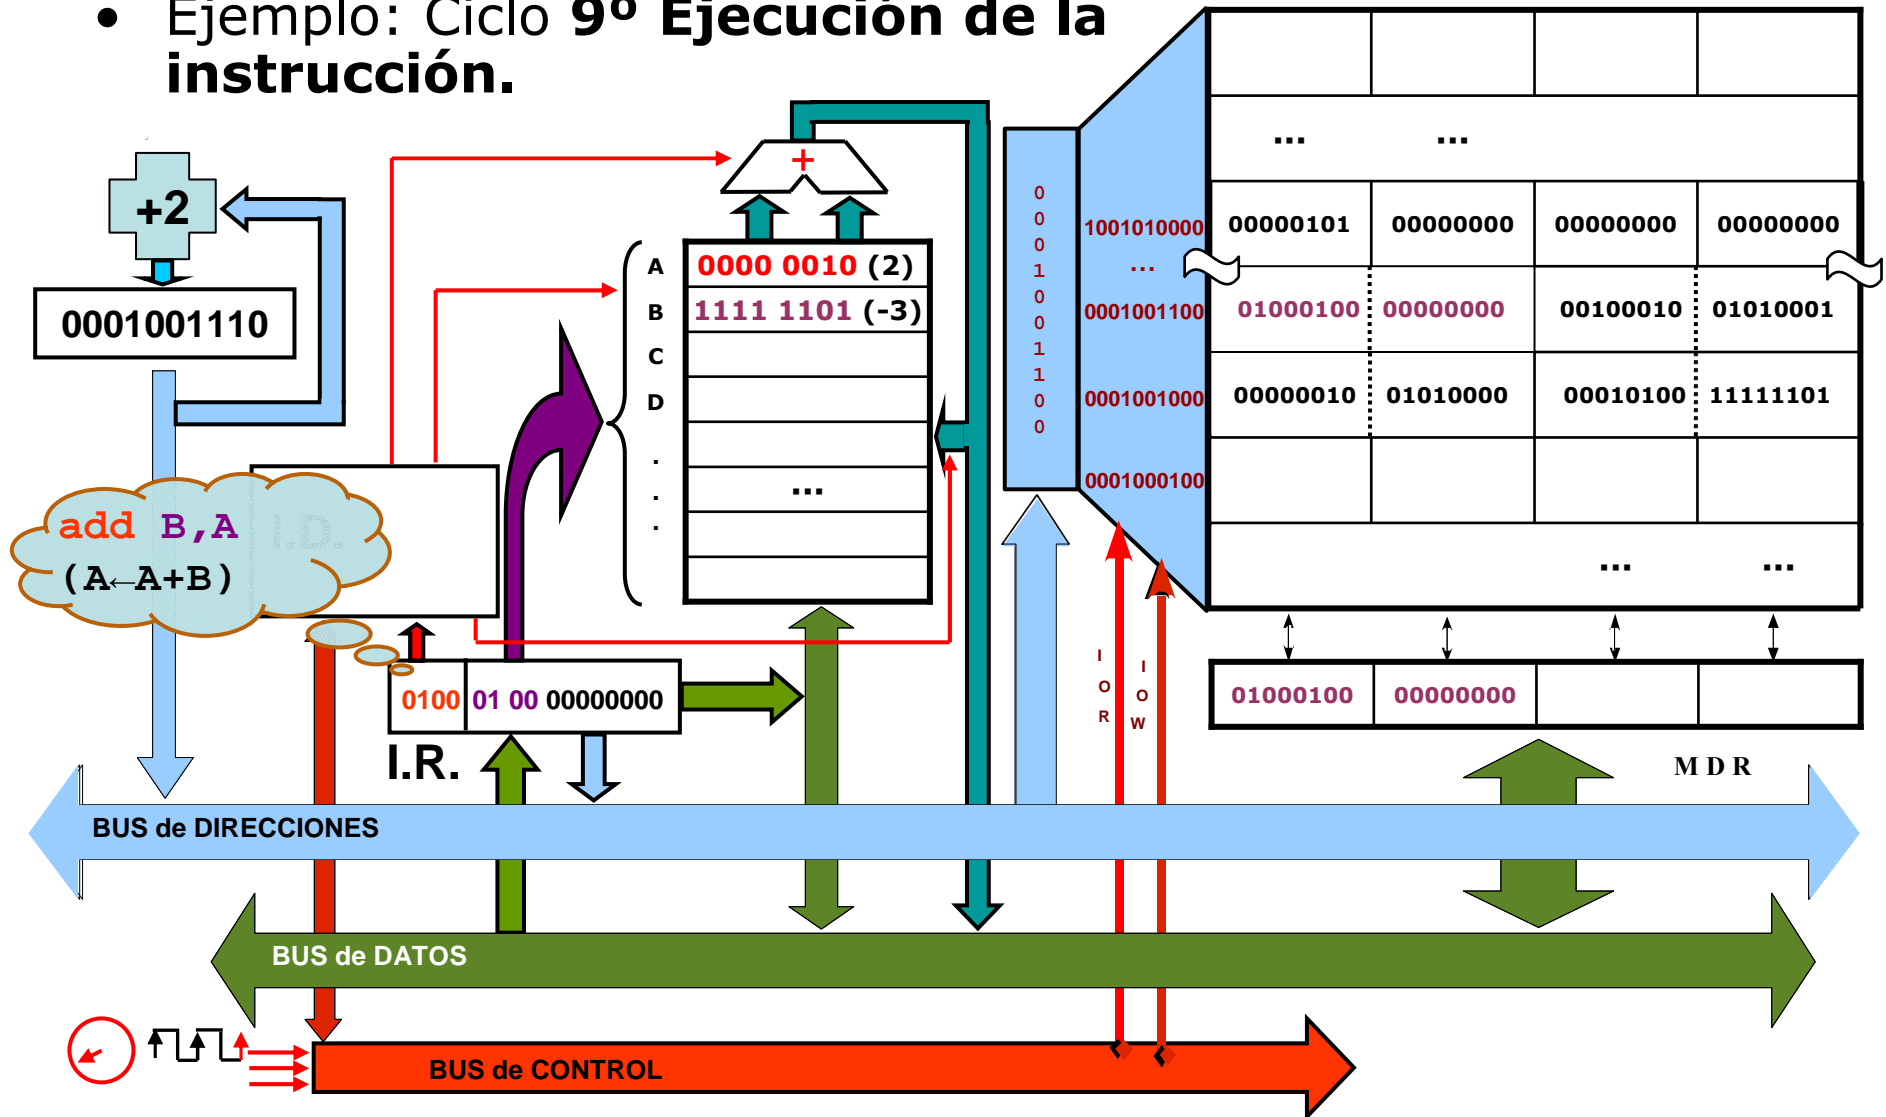 • Ejemplo: Ciclo 9º Ejecución de la
instrucción.
... ...
+2
+
0001001110
A 0000 0010 (2)
B 1111 1101 (-3)
C
D
.
.
.
...
0
0
0
1
0
0
1
1
0
0
1001010000
...
0001001100
0001001000
0001000100
00000101 00000000 00000000 00000000
01000100 00000000 00100010 01010001
00000010 01010000 00010100 11111101
... ...
add B,A
(A←A+B)
I.D.
0100 01 00 00000000
I.R.
I
O
R
I
O
W
01000100 00000000
M D R
BUS de DIRECCIONES
BUS de DATOS
BUS de CONTROL